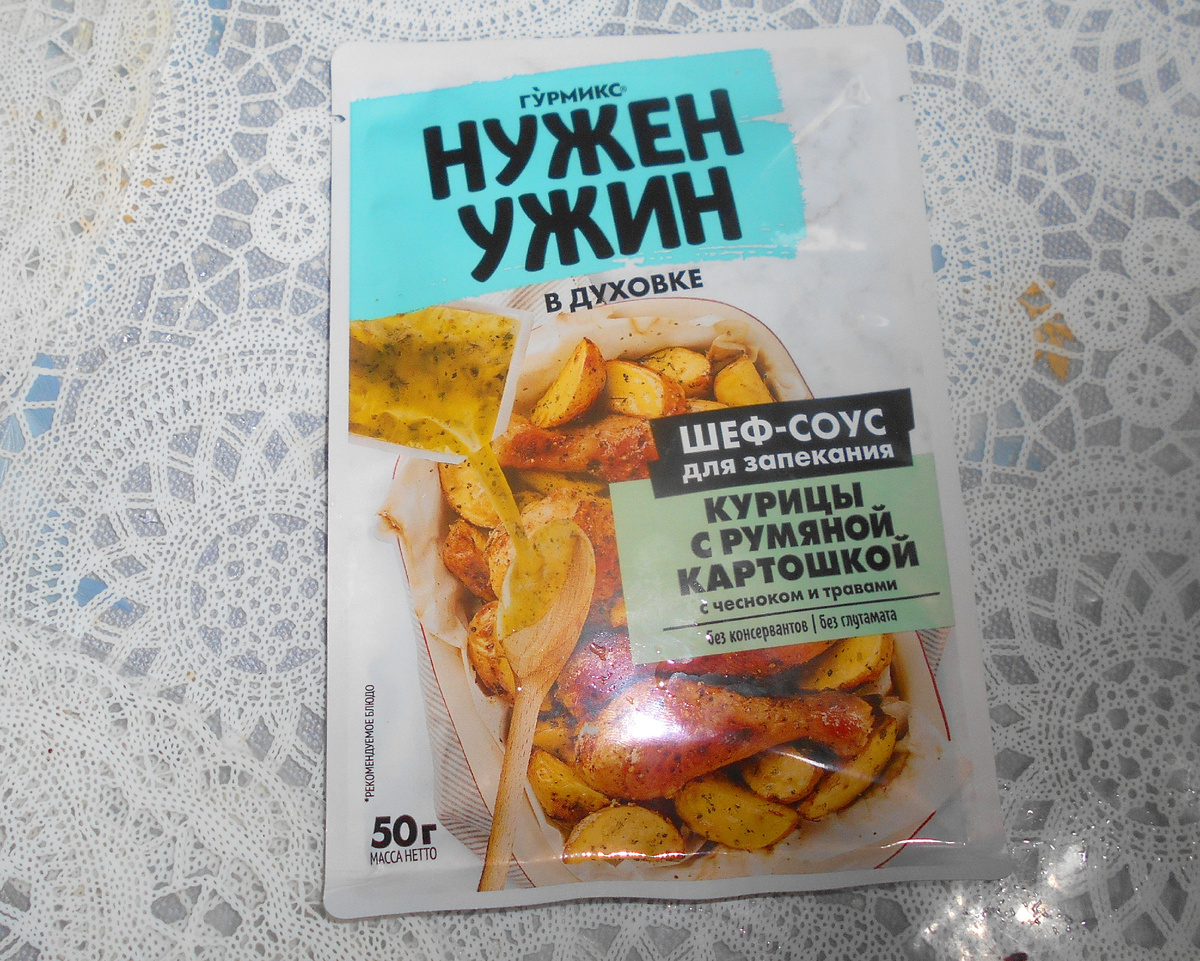 ГУРМИКС®
НУЖЕН
УЖИН
В ДУХОВКЕ
ШЕФ-СОУС
для запекания
КУРИЦЫ
С РУМЯНОЙ
КАРТОШКОЙ
с чесноком и травами
без консервантов | без глутамата
*РЕКОМЕНДУЕМОЕ БЛЮДО
50 г
МАССА НЕТТО